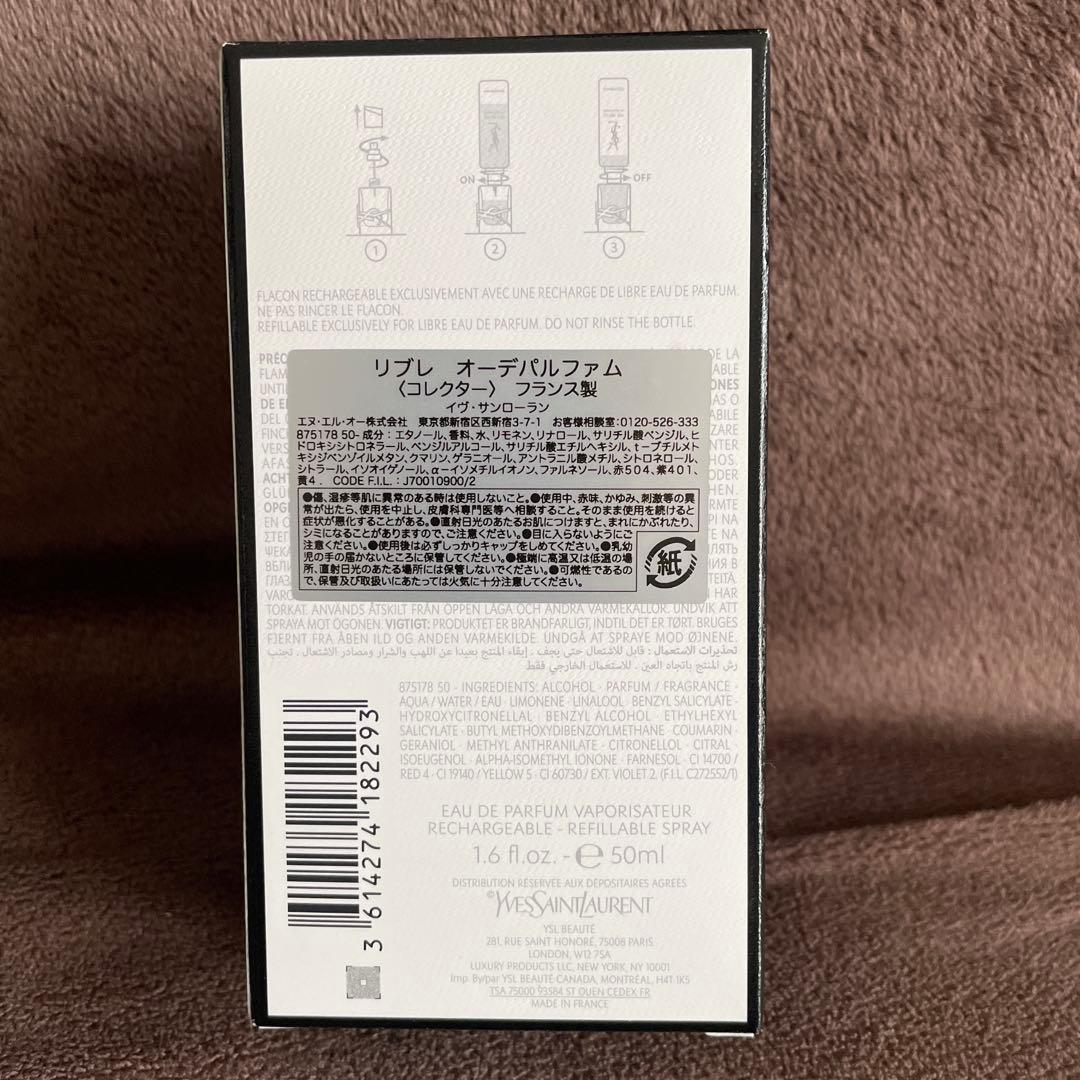 ON
OFF
1
2
3
FLACON RECHARGEABLE EXCLUSIVEMENT AVEC UNE RECHARGE DE LIBRE EAU DE PARFUM.
NE PAS RINCER LE FLACON.
REFILLABLE EXCLUSIVELY FOR LIBRE EAU DE PARFUM. DO NOT RINSE THE BOTTLE.
リブレ　オーデパルファム
〈コレクター〉　フランス製
イヴ・サンローラン
エヌ・エル・オー株式会社　東京都新宿区西新宿3-7-1　お客様相談室:0120-526-333
875178 50-成分：エタノール、香料、水、リモネン、リナロール、サリチル酸ベンジル、ヒ
ドロキシシトロネラール、ベンジルアルコール、サリチル酸エチルヘキシル、t－ブチルメト
キシジベンゾイルメタン、クマリン、ゲラニオール、アントラニル酸メチル、シトロネロール、
シトラール、イソオイゲノール、α－イソメチルイオノン、ファルネソール、赤504、紫401、
黄4．　CODE F.I.L.：J70010900/2
●傷、湿疹等肌に異常のある時は使用しないこと。●使用中、赤味、かゆみ、刺激等の異
常が出たら、使用を中止し、皮膚科専門医等へ相談すること。そのまま使用を続けると
症状が悪化することがある。●直射日光のあたるお肌につけますと、まれにかぶれたり、
シミになることがありますので、ご注意ください。●目に入らないようにご
注意ください。●使用後は必ずしっかりキャップをしめてください。●乳幼
児の手の届かないところに保管してください。●極端に高温又は低温の場
所、直射日光のあたる場所には保管しないでください。●可燃性であるの
で、保管及び取扱いにあたっては火気に十分注意してください。
紙
TORKAT. ANVÄNDS ÅTSKILT FRÅN ÖPPEN LÅGA OCH ANDRA VÄRMEKÄLLOR. UNDVIK ATT
SPRAYA MOT ÖGONEN. VIGTIGT: PRODUKTET ER BRANDFARLIGT, INDTIL DET ER TØRT. BRUGES
FJERNT FRA ÅBEN ILD OG ANDEN VARMEKILDE. UNDGÅ AT SPRAYE MOD ØJNENE.
تحذيرات الاستعمال : قابل للاشتعال حتى يجف . إبقاء المنتج بعيدا عن اللهب والشرار ومصادر الاشتعال . تجنب
رش المنتج باتجاه العين . للاستعمال الخارجي فقط
875178 50 - INGREDIENTS: ALCOHOL · PARFUM / FRAGRANCE ·
AQUA / WATER / EAU · LIMONENE · LINALOOL · BENZYL SALICYLATE ·
HYDROXYCITRONELLAL · BENZYL ALCOHOL · ETHYLHEXYL
SALICYLATE · BUTYL METHOXYDIBENZOYLMETHANE · COUMARIN ·
GERANIOL · METHYL ANTHRANILATE · CITRONELLOL · CITRAL ·
ISOEUGENOL · ALPHA-ISOMETHYL IONONE · FARNESOL · CI 14700 /
RED 4 · CI 19140 / YELLOW 5 · CI 60730 / EXT. VIOLET 2. (F.I.L. C272552/1)
3 614274 182293
EAU DE PARFUM VAPORISATEUR
RECHARGEABLE - REFILLABLE SPRAY
1.6 fl.oz. - ℮ 50ml
DISTRIBUTION RÉSERVÉE AUX DÉPOSITAIRES AGRÉÉS
©YVESSAINTLAURENT
YSL BEAUTÉ
281, RUE SAINT HONORÉ, 75008 PARIS
LONDON, W12 7SA
LUXURY PRODUCTS LLC, NEW YORK, NY 10001
Imp. By/par YSL BEAUTÉ CANADA, MONTRÉAL, H4T 1K5
TSA 75000 93584 ST OUEN CEDEX FR
MADE IN FRANCE